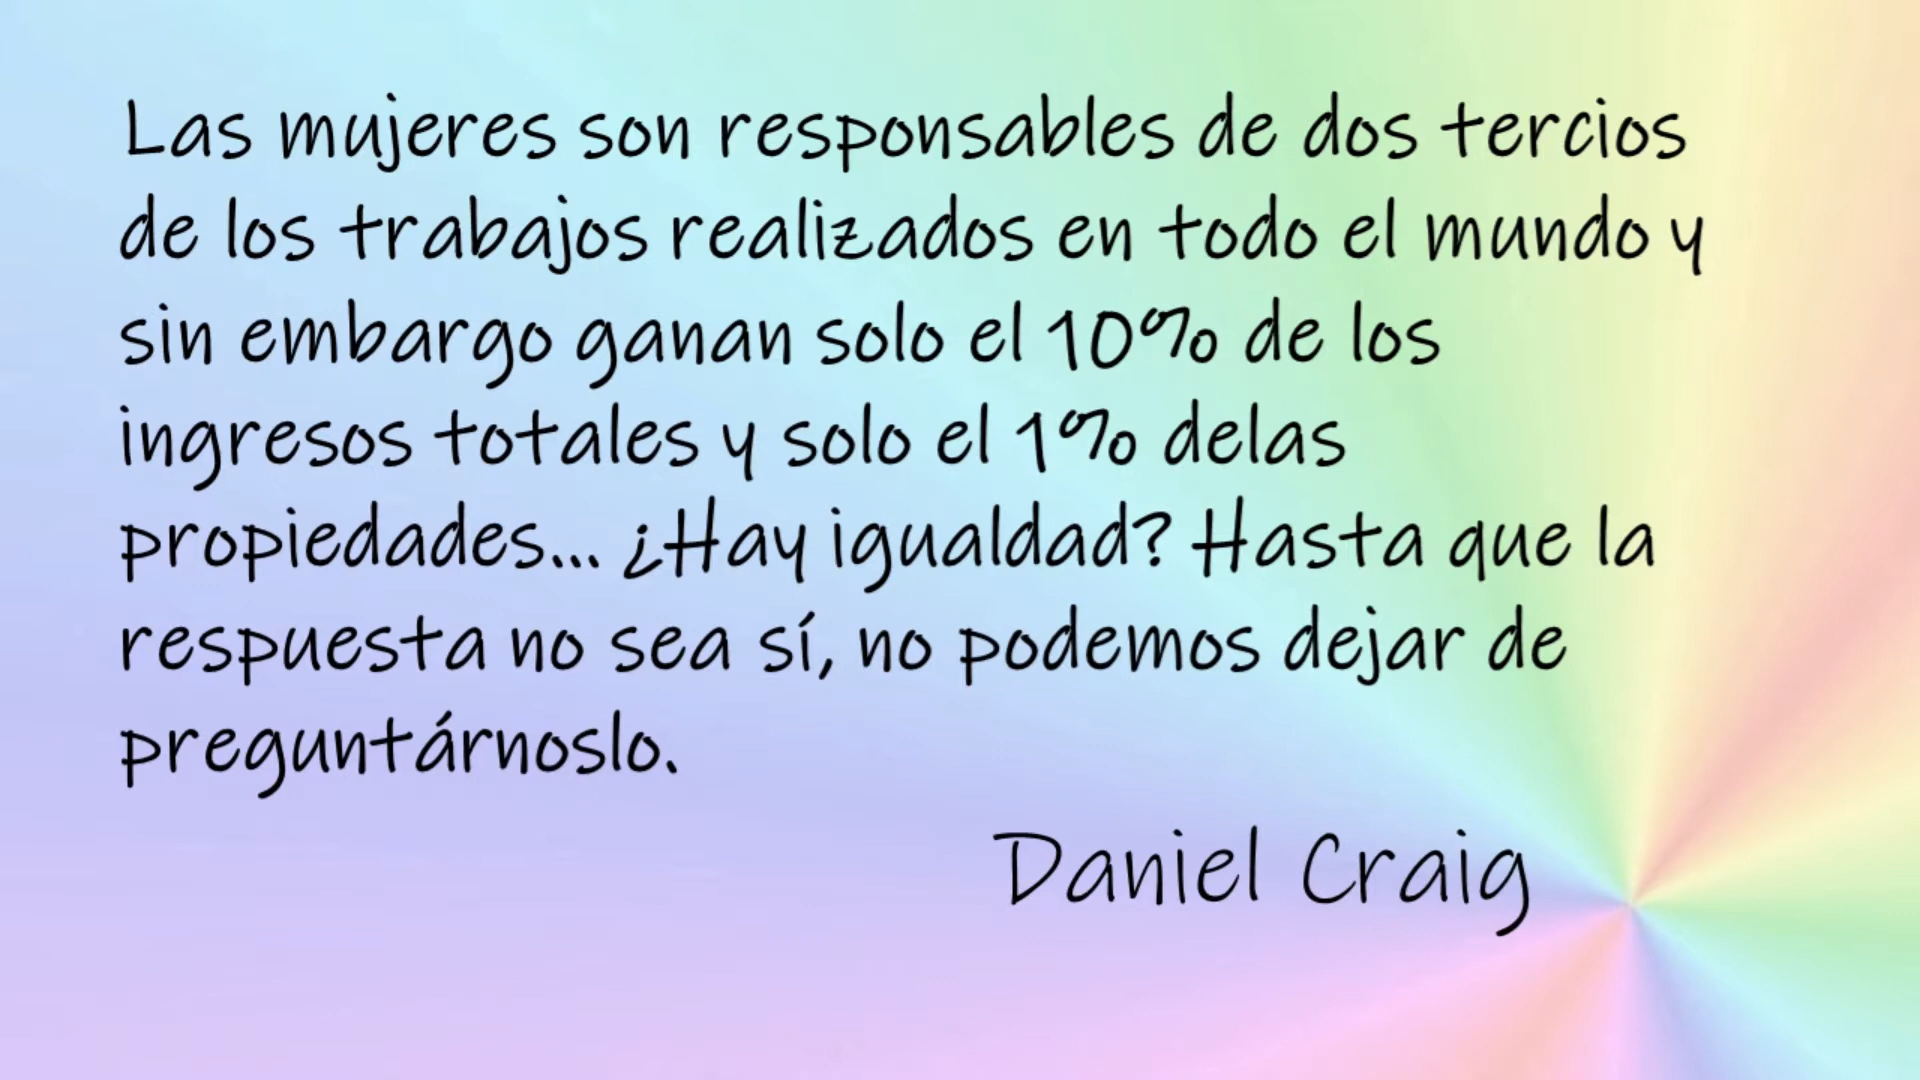 Las mujeres son responsables de dos tercios
de los trabajos realizados en todo el mundo y
sin embargo ganan solo el 10% de los
ingresos totales y solo el 1% delas
propiedades... ¿Hay igualdad? Hasta que la
respuesta no sea sí, no podemos dejar de
preguntárnoslo.
Daniel Craig